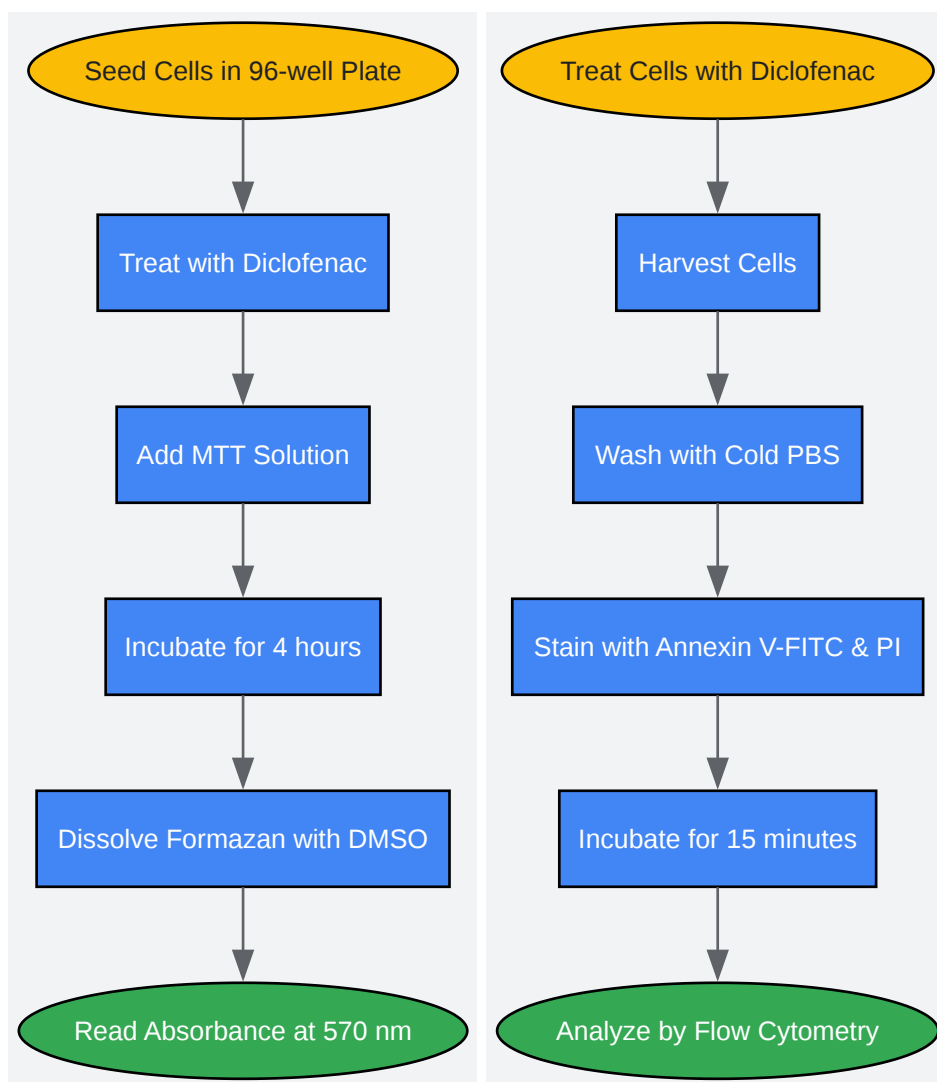 Seed Cells in 96-well Plate
Treat with Diclofenac
Add MTT Solution
Incubate for 4 hours
Dissolve Formazan with DMSO
Read Absorbance at 570 nm
Treat Cells with Diclofenac
Harvest Cells
Wash with Cold PBS
Stain with Annexin V-FITC & PI
Incubate for 15 minutes
Analyze by Flow Cytometry